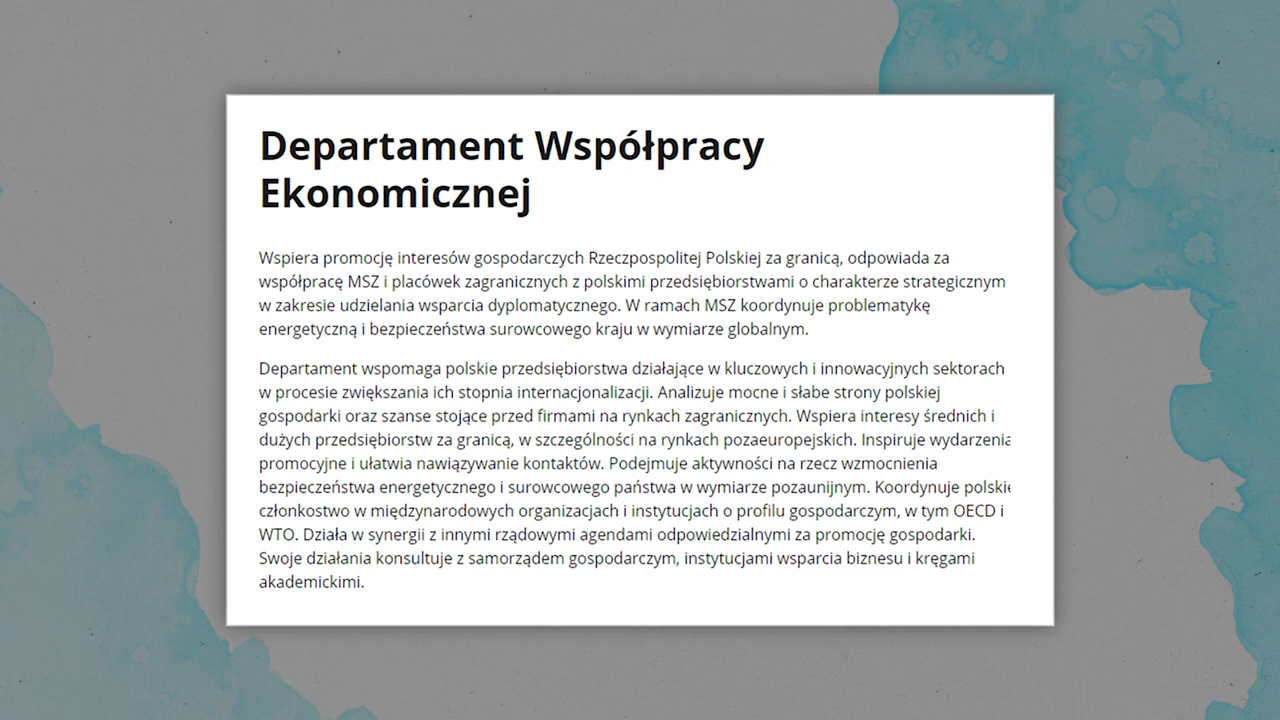 Departament Współpracy
Ekonomicznej
Wspiera promocję interesów gospodarczych Rzeczpospolitej Polskiej za granicą, odpowiada za
współpracę MSZ i placówek zagranicznych z polskimi przedsiębiorstwami o charakterze strategicznym
w zakresie udzielania wsparcia dyplomatycznego. W ramach MSZ koordynuje problematykę
energetyczną i bezpieczeństwa surowcowego kraju w wymiarze globalnym.
Departament wspomaga polskie przedsiębiorstwa działające w kluczowych i innowacyjnych sektorach
w procesie zwiększania ich stopnia internacjonalizacji. Analizuje mocne i słabe strony polskiej
gospodarki oraz szanse stojące przed firmami na rynkach zagranicznych. Wspiera interesy średnich i
dużych przedsiębiorstw za granicą, w szczególności na rynkach pozaeuropejskich. Inspiruje wydarzenia
promocyjne i ułatwia nawiązywanie kontaktów. Podejmuje aktywności na rzecz wzmocnienia
bezpieczeństwa energetycznego i surowcowego państwa w wymiarze pozaunijnym. Koordynuje polskie
członkostwo w międzynarodowych organizacjach i instytucjach o profilu gospodarczym, w tym OECD i
WTO. Działa w synergii z innymi rządowymi agendami odpowiedzialnymi za promocję gospodarki.
Swoje działania konsultuje z samorządem gospodarczym, instytucjami wsparcia biznesu i kręgami
akademickimi.